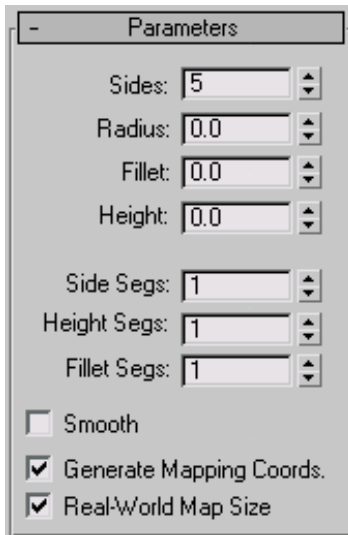 - Parameters
Sides: 5
Radius: 0.0
Fillet: 0.0
Height: 0.0
Side Segs: 1
Height Segs: 1
Fillet Segs: 1
Smooth
Generate Mapping Coords.
Real-World Map Size